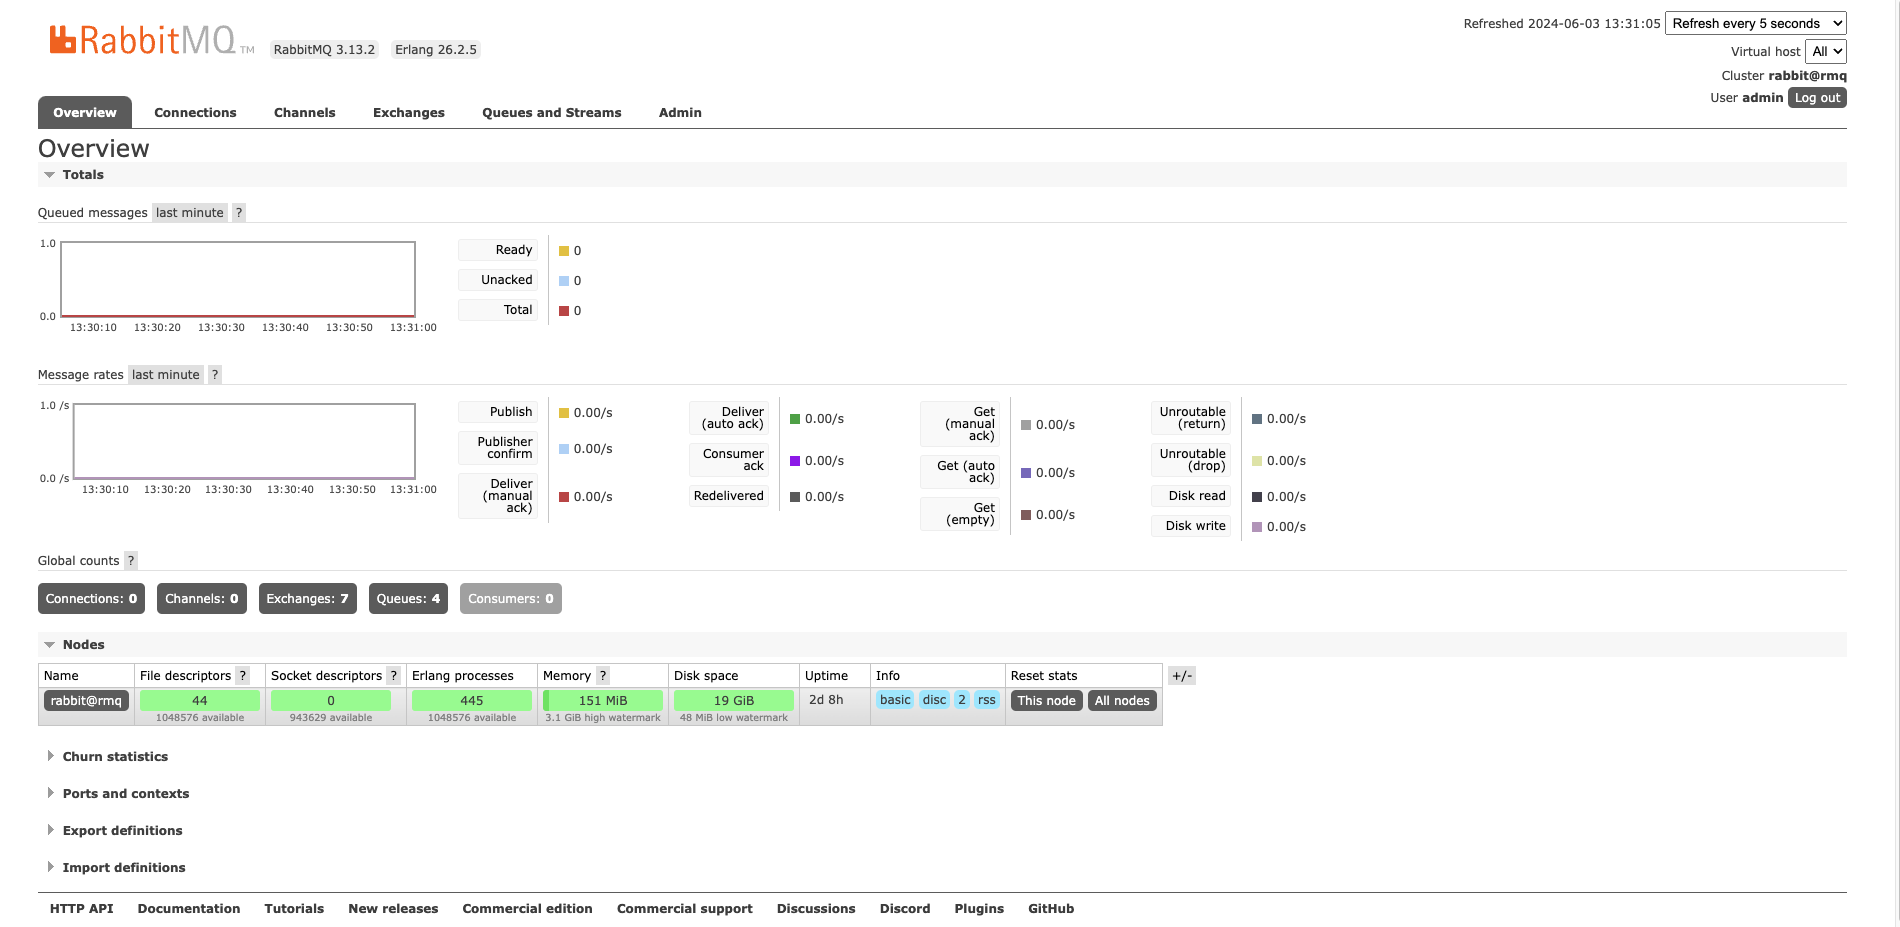 RabbitMQ TM RabbitMQ 3.13.2 Erlang 26.2.5
Refreshed 2024-06-03 13:31:05 Refresh every 5 seconds
Virtual host All
Cluster rabbit@rmq
User admin Log out
Overview Connections Channels Exchanges Queues and Streams Admin
Overview
Totals
Queued messages last minute ?
1.0
0.0
13:30:10 13:30:20 13:30:30 13:30:40 13:30:50 13:31:00
Ready 0
Unacked 0
Total 0
Message rates last minute ?
1.0 /s
0.0 /s
13:30:10 13:30:20 13:30:30 13:30:40 13:30:50 13:31:00
Publish 0.00/s
Publisher
confirm 0.00/s
Deliver
(manual
ack) 0.00/s
Deliver
(auto ack) 0.00/s
Consumer
ack 0.00/s
Redelivered 0.00/s
Get
(manual
ack) 0.00/s
Get (auto
ack) 0.00/s
Get
(empty) 0.00/s
Unroutable
(return) 0.00/s
Unroutable
(drop) 0.00/s
Disk read 0.00/s
Disk write 0.00/s
Global counts ?
Connections: 0 Channels: 0 Exchanges: 7 Queues: 4 Consumers: 0
Nodes
Name File descriptors ? Socket descriptors ? Erlang processes Memory ? Disk space Uptime Info Reset stats +/-
rabbit@rmq 44 0 445 151 MiB 19 GiB 2d 8h basic disc 2 rss This node All nodes
1048576 available 943629 available 1048576 available 3.1 GiB high watermark 48 MiB low watermark
Churn statistics
Ports and contexts
Export definitions
Import definitions
HTTP API Documentation Tutorials New releases Commercial edition Commercial support Discussions Discord Plugins GitHub